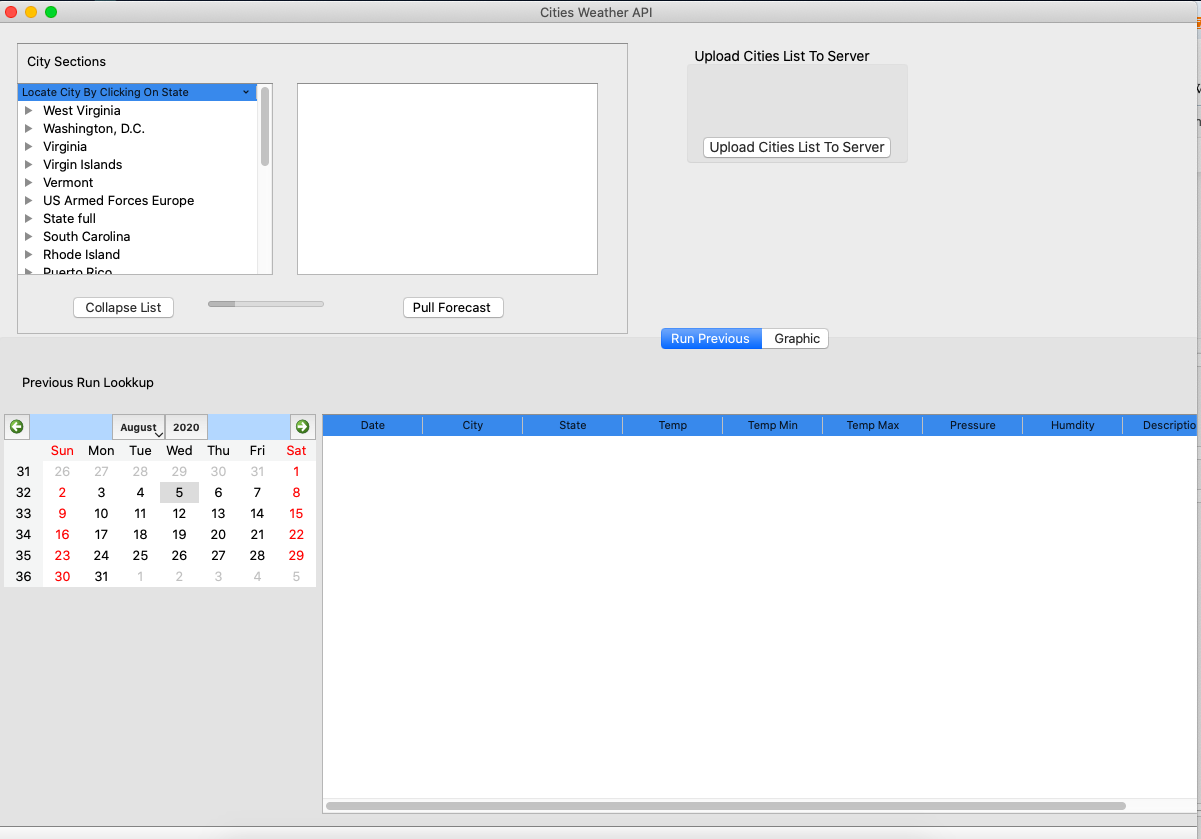 Cities Weather API
City Sections
Locate City By Clicking On State
West Virginia
Washington, D.C.
Virginia
Virgin Islands
Vermont
US Armed Forces Europe
State full
South Carolina
Rhode Island
Puerto Rico
Collapse List
Pull Forecast
Upload Cities List To Server
Upload Cities List To Server
Run Previous Graphic
Previous Run Lookkup
August 2020
Sun Mon Tue Wed Thu Fri Sat
31 26 27 28 29 30 31 1
32 2 3 4 5 6 7 8
33 9 10 11 12 13 14 15
34 16 17 18 19 20 21 22
35 23 24 25 26 27 28 29
36 30 31 1 2 3 4 5
Date City State Temp Temp Min Temp Max Pressure Humdity Descriptio